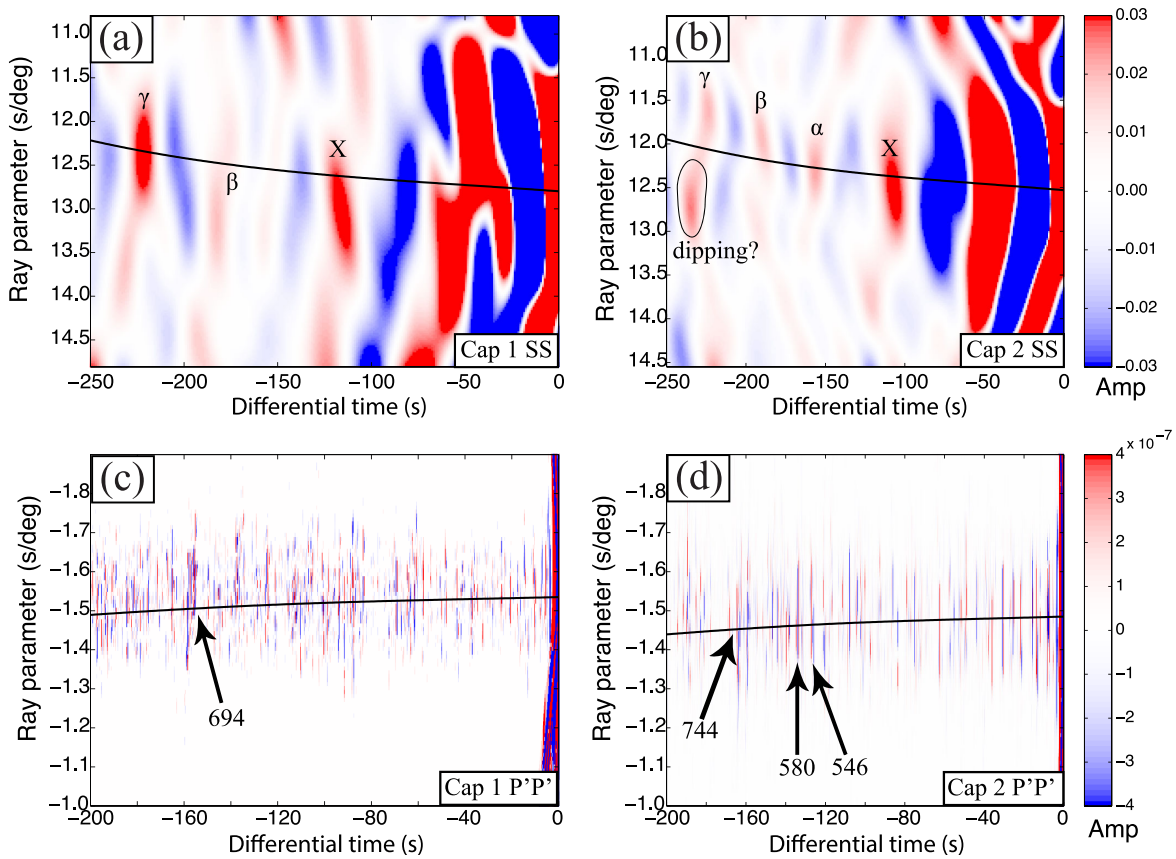 (a)
(b)
Ray parameter (s/deg)
11.0
11.5
12.0
12.5
13.0
13.5
14.0
14.5
γ
β
X
Cap 1 SS
−250
−200
−150
−100
−50
0
Differential time (s)
Ray parameter (s/deg)
11.0
11.5
12.0
12.5
13.0
13.5
14.0
14.5
γ
β
α
X
dipping?
Cap 2 SS
−250
−200
−150
−100
−50
0
Differential time (s)
0.03
0.02
0.01
0.00
−0.01
−0.02
−0.03
Amp
(c)
Ray parameter (s/deg)
−1.8
−1.7
−1.6
−1.5
−1.4
−1.3
−1.2
−1.1
−1.0
694
Cap 1 P'P'
−200
−160
−120
−80
−40
0
Differential time (s)
(d)
Ray parameter (s/deg)
−1.8
−1.7
−1.6
−1.5
−1.4
−1.3
−1.2
−1.1
−1.0
744
580
546
Cap 2 P'P'
−200
−160
−120
−80
−40
0
Differential time (s)
4 × 10⁻⁷
2
0
−2
−4
Amp